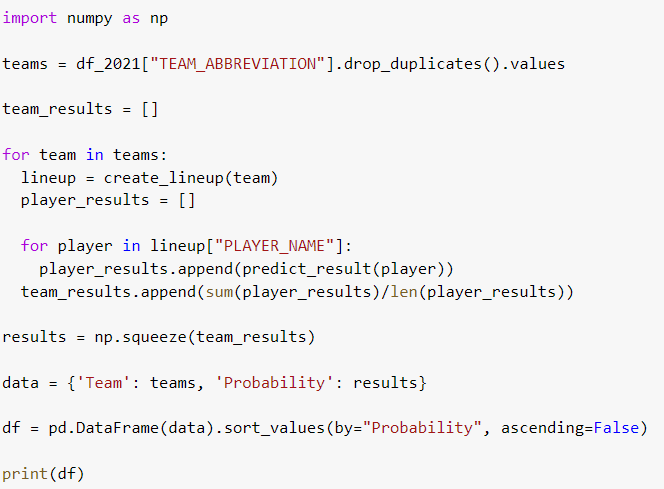 import numpy as np
teams = df_2021["TEAM_ABBREVIATION"].drop_duplicates().values
team_results = []
for team in teams:
  lineup = create_lineup(team)
  player_results = []
  for player in lineup["PLAYER_NAME"]:
    player_results.append(predict_result(player))
  team_results.append(sum(player_results)/len(player_results))
results = np.squeeze(team_results)
data = {'Team': teams, 'Probability': results}
df = pd.DataFrame(data).sort_values(by="Probability", ascending=False)
print(df)